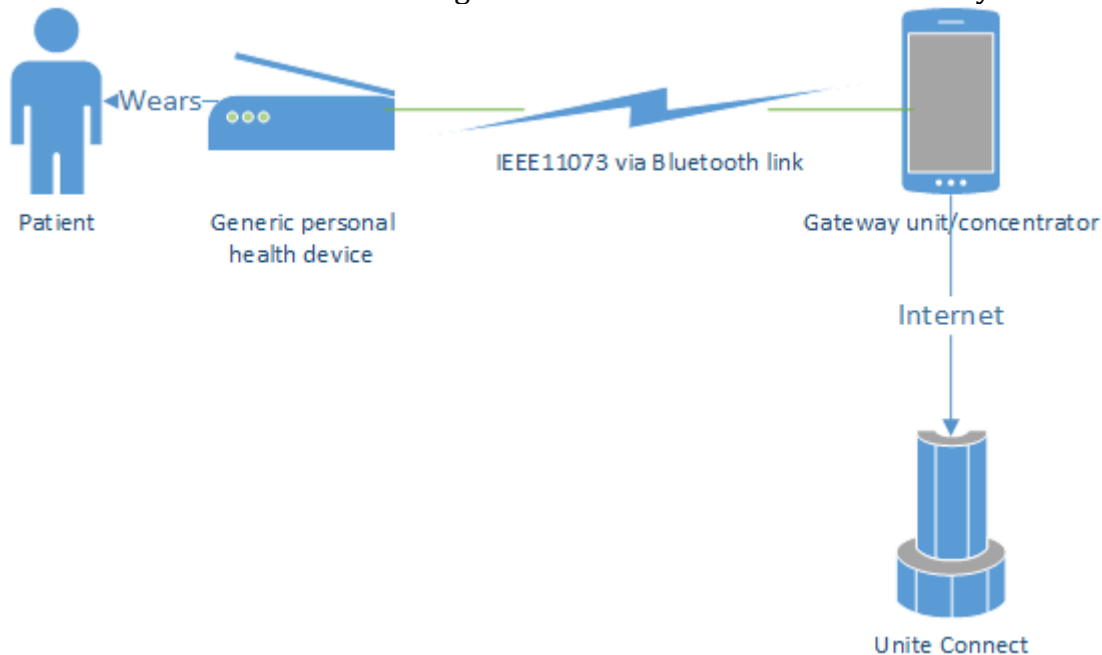 Wears
IEEE11073 via Bluetooth link
Patient
Generic personal
health device
Gateway unit/concentrator
Internet
Unite Connect